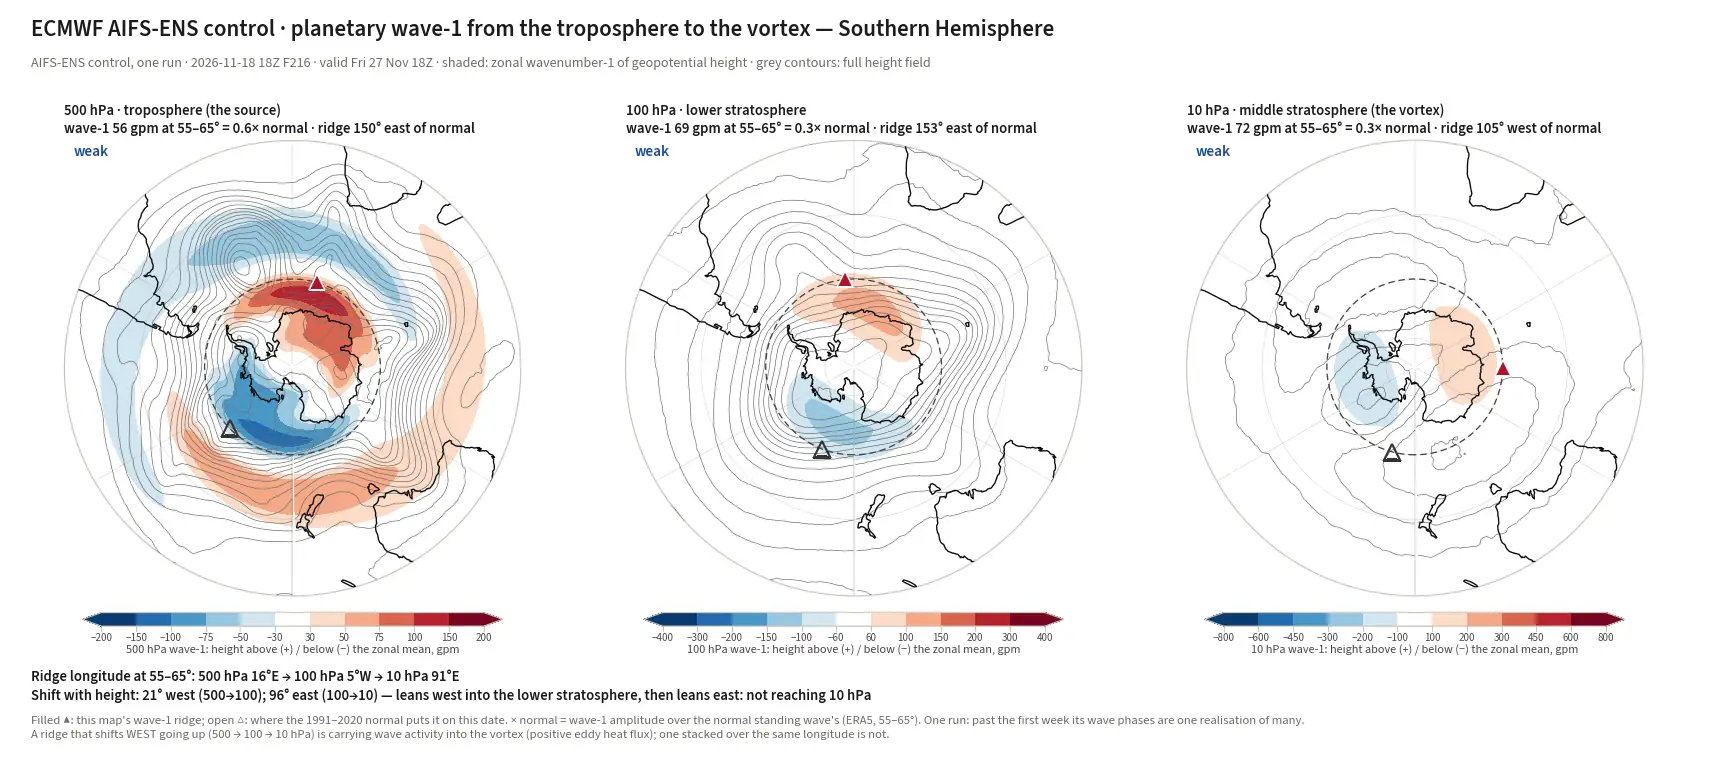 ECMWF AIFS-ENS control · planetary wave-1 from the troposphere to the vortex — Southern Hemisphere
AIFS-ENS control, one run · 2026-11-18 18Z F216 · valid Fri 27 Nov 18Z · shaded: zonal wavenumber-1 of geopotential height · grey contours: full height field
500 hPa · troposphere (the source)
wave-1 56 gpm at 55–65° = 0.6× normal · ridge 150° east of normal
weak
100 hPa · lower stratosphere
wave-1 69 gpm at 55–65° = 0.3× normal · ridge 153° east of normal
weak
10 hPa · middle stratosphere (the vortex)
wave-1 72 gpm at 55–65° = 0.3× normal · ridge 105° west of normal
weak
−200 −150 −100 −75 −50 −30 30 50 75 100 150 200
500 hPa wave-1: height above (+) / below (−) the zonal mean, gpm
−400 −300 −200 −150 −100 −60 60 100 150 200 300 400
100 hPa wave-1: height above (+) / below (−) the zonal mean, gpm
−800 −600 −450 −300 −200 −100 100 200 300 450 600 800
10 hPa wave-1: height above (+) / below (−) the zonal mean, gpm
Ridge longitude at 55–65°: 500 hPa 16°E → 100 hPa 5°W → 10 hPa 91°E
Shift with height: 21° west (500→100); 96° east (100→10) — leans west into the lower stratosphere, then leans east: not reaching 10 hPa
Filled ▲: this map's wave-1 ridge; open △: where the 1991–2020 normal puts it on this date. × normal = wave-1 amplitude over the normal standing wave's (ERA5, 55–65°). One run: past the first week its wave phases are one realisation of many.
A ridge that shifts WEST going up (500 → 100 → 10 hPa) is carrying wave activity into the vortex (positive eddy heat flux); one stacked over the same longitude is not.